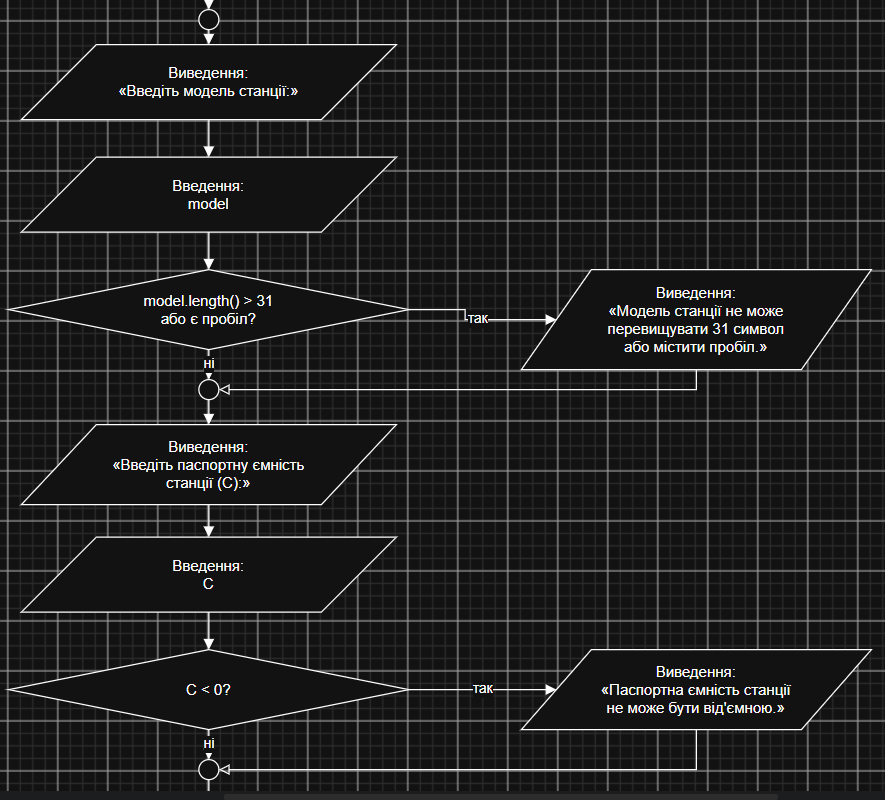 Виведення:
«Введіть модель станції:»
Введення:
model
model.length() > 31
або є пробіл?
так
Виведення:
«Модель станції не може
перевищувати 31 символ
або містити пробіл.»
ні
Виведення:
«Введіть паспортну ємність
станції (C):»
Введення:
C
C < 0?
так
Виведення:
«Паспортна ємність станції
не може бути від'ємною.»
ні